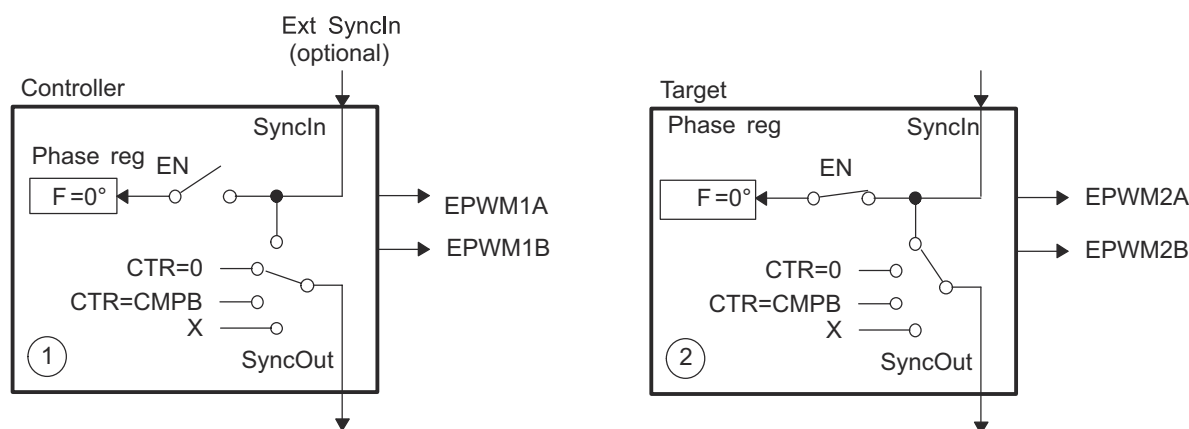 Ext SyncIn
(optional)
Controller
SyncIn
Phase reg
EN
F=0°
EPWM1A
EPWM1B
CTR=0
CTR=CMPB
X
1
SyncOut
Target
Phase reg
SyncIn
EN
F=0°
EPWM2A
EPWM2B
CTR=0
CTR=CMPB
X
2
SyncOut